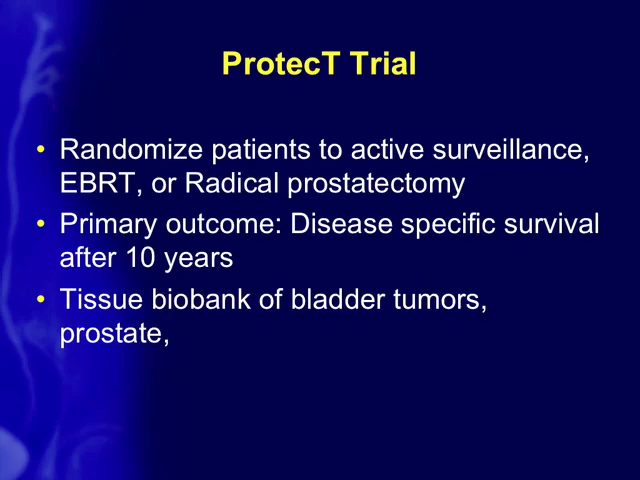 ProtecT Trial
• Randomize patients to active surveillance,
EBRT, or Radical prostatectomy
• Primary outcome: Disease specific survival
after 10 years
• Tissue biobank of bladder tumors,
prostate,